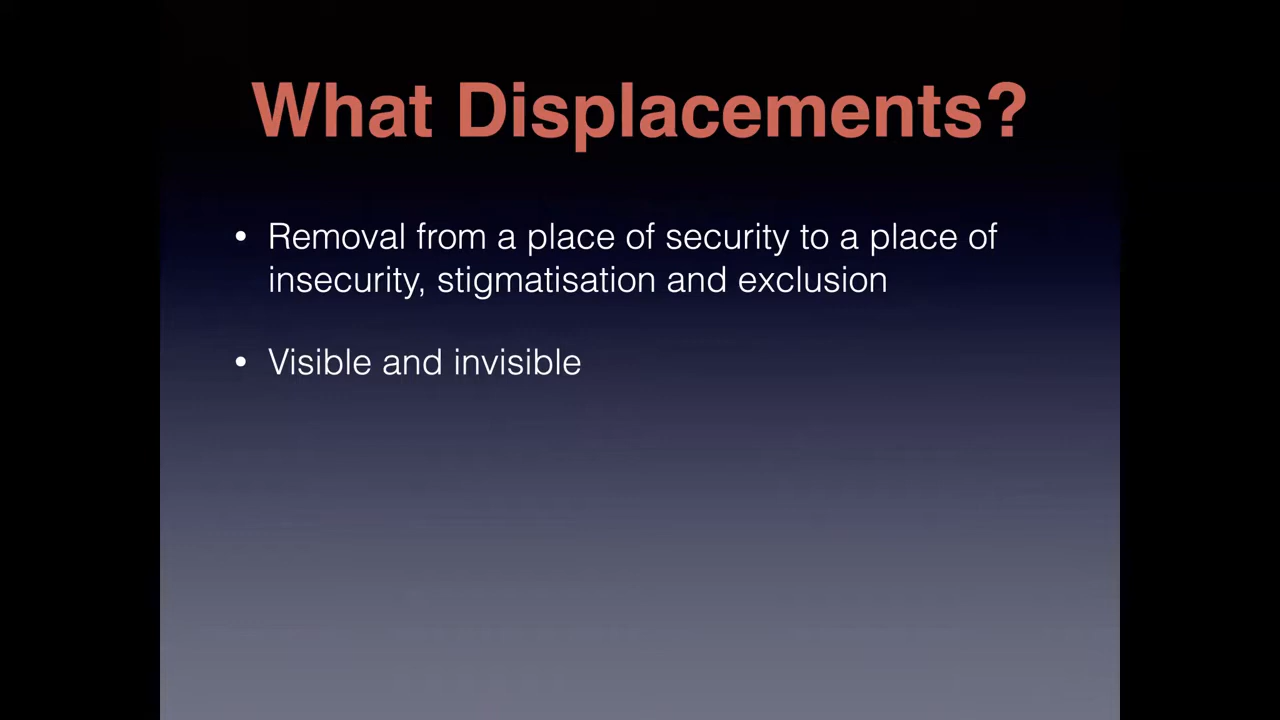 What Displacements?
• Removal from a place of security to a place of
insecurity, stigmatisation and exclusion
• Visible and invisible